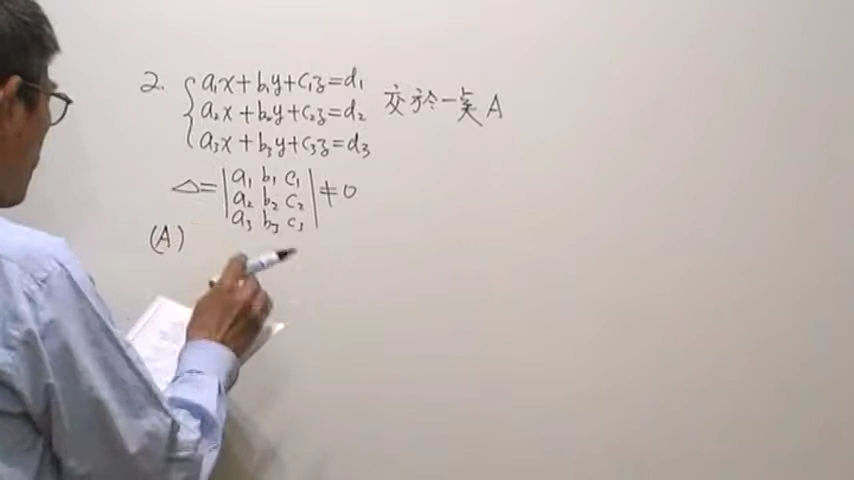 2. { a₁x+b₁y+c₁z=d₁
a₂x+b₂y+c₂z=d₂ 交於一點A
a₃x+b₃y+c₃z=d₃
△=|a₁ b₁ c₁|
|a₂ b₂ c₂|≠0
|a₃ b₃ c₃|
(A)